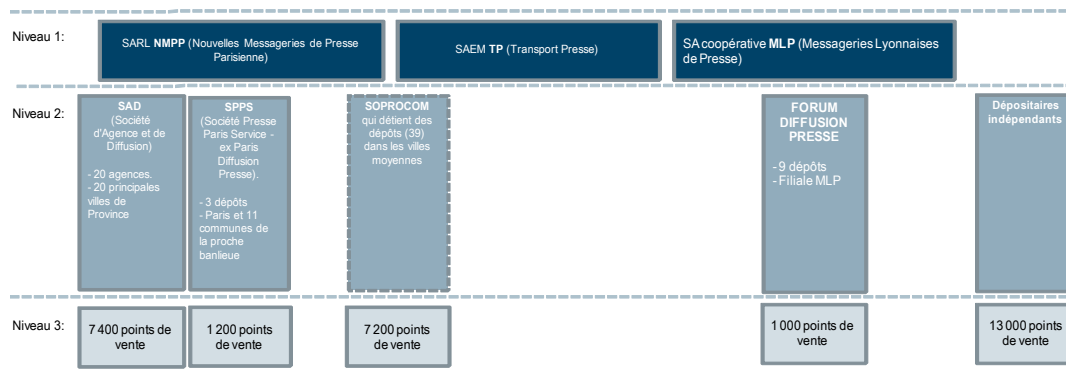 Niveau 1:
SARL NMPP (Nouvelles Messageries de Presse
Parisienne)
SAEM TP (Transport Presse)
SA coopérative MLP (Messageries Lyonnaises
de Presse)
Niveau 2:
SAD
(Société
d'Agence et de
Diffusion)
- 20 agences.
- 20 principales
villes de
Province
SPPS
(Société Presse
Paris Service -
ex Paris
Diffusion
Presse).
- 3 dépôts
- Paris et 11
communes de
la proche
banlieue
SOPROCOM
qui détient des
dépôts (39)
dans les villes
moyennes
FORUM
DIFFUSION
PRESSE
- 9 dépôts
- Filiale MLP
Dépositaires
indépendants
Niveau 3:
7 400 points de
vente
1 200 points
de vente
7 200 points
de vente
1 000 points de
vente
13 000 points
de vente